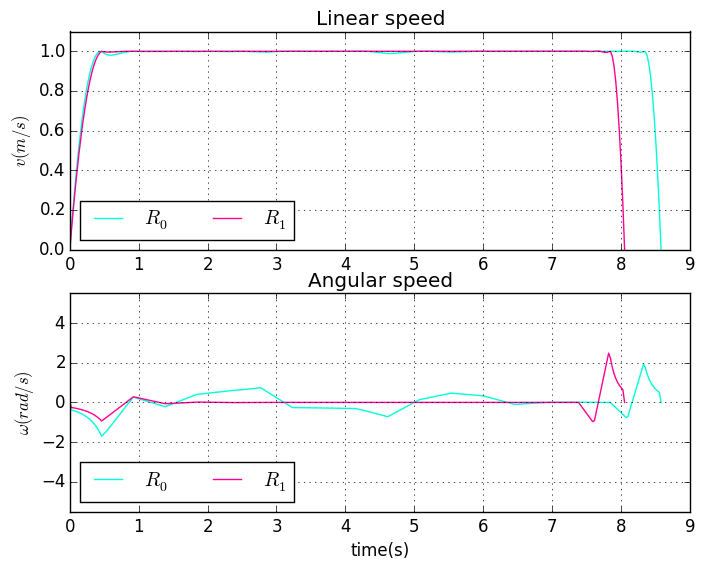 Linear speed
1.0
0.8
0.6
0.4
0.2
0.0
v(m/s)
R₀ R₁
0 1 2 3 4 5 6 7 8 9
Angular speed
4
2
0
−2
−4
ω(rad/s)
R₀ R₁
0 1 2 3 4 5 6 7 8 9
time(s)